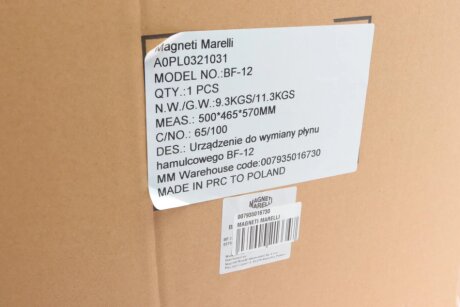 Magneti Marelli
A0PL0321031
MODEL NO.:BF-12
QTY.:1 PCS
N.W./G.W.:9.3KGS/11.3KGS
MEAS.: 500*465*570MM
C/NO.: 65/100
DES.: Urządzenie do wymiany płynu
hamulcowego BF-12
MM Warehouse code:007935016730
MADE IN PRC TO POLAND
MAGNETI
MARELLI
007935016730
MAGNETI MARELLI